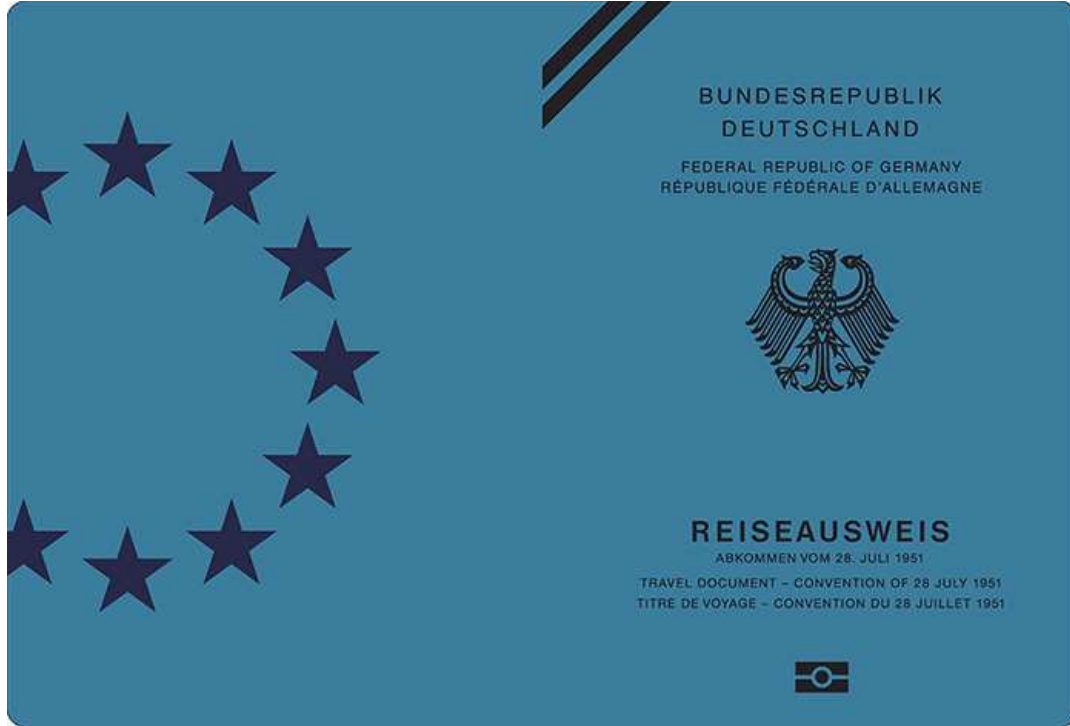 BUNDESREPUBLIK
DEUTSCHLAND
FEDERAL REPUBLIC OF GERMANY
RÉPUBLIQUE FÉDÉRALE D'ALLEMAGNE
REISEAUSWEIS
ABKOMMEN VOM 28. JULI 1951
TRAVEL DOCUMENT – CONVENTION OF 28 JULY 1951
TITRE DE VOYAGE – CONVENTION DU 28 JUILLET 1951